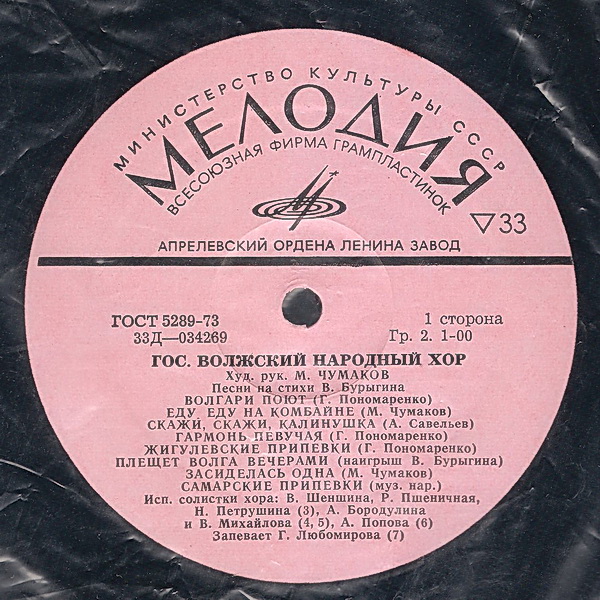 МИНИСТЕРСТВО КУЛЬТУРЫ СССР
МЕЛОДИЯ
ВСЕСОЮЗНАЯ ФИРМА ГРАМПЛАСТИНОК
▽33
АПРЕЛЕВСКИЙ ОРДЕНА ЛЕНИНА ЗАВОД
ГОСТ 5289-73
1 сторона
33Д—034269
Гр. 2. 1-00
ГОС. ВОЛЖСКИЙ НАРОДНЫЙ ХОР
Худ. рук. М. ЧУМАКОВ
Песни на стихи В. Бурыгина
ВОЛГАРИ ПОЮТ (Г. Пономаренко)
ЕДУ, ЕДУ НА КОМБАЙНЕ (М. Чумаков)
СКАЖИ, СКАЖИ, КАЛИНУШКА (А. Савельев)
ГАРМОНЬ ПЕВУЧАЯ (Г. Пономаренко)
ЖИГУЛЕВСКИЕ ПРИПЕВКИ (Г. Пономаренко)
ПЛЕЩЕТ ВОЛГА ВЕЧЕРАМИ (наигрыш В. Бурыгина)
ЗАСИДЕЛАСЬ ОДНА (М. Чумаков)
САМАРСКИЕ ПРИПЕВКИ (муз. нар.)
Исп. солистки хора: В. Шеншина, Р. Пшеничная,
Н. Петрушина (3), А. Бородулина
и В. Михайлова (4, 5), А. Попова (6)
Запевает Г. Любомирова (7)